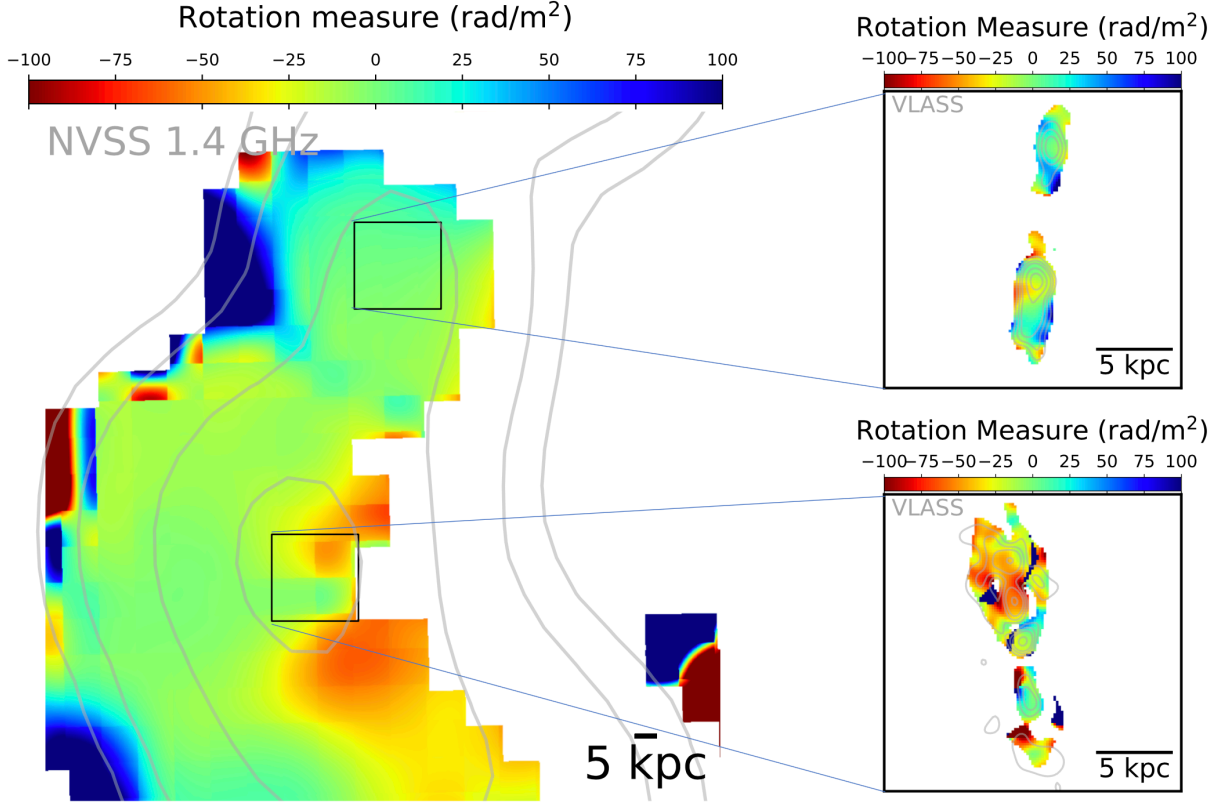 Rotation measure (rad/m²)
−100 −75 −50 −25 0 25 50 75 100
NVSS 1.4 GHz
5 kpc
Rotation Measure (rad/m²)
−100 −75 −50 −25 0 25 50 75 100
VLASS
5 kpc
Rotation Measure (rad/m²)
−100 −75 −50 −25 0 25 50 75 100
VLASS
5 kpc